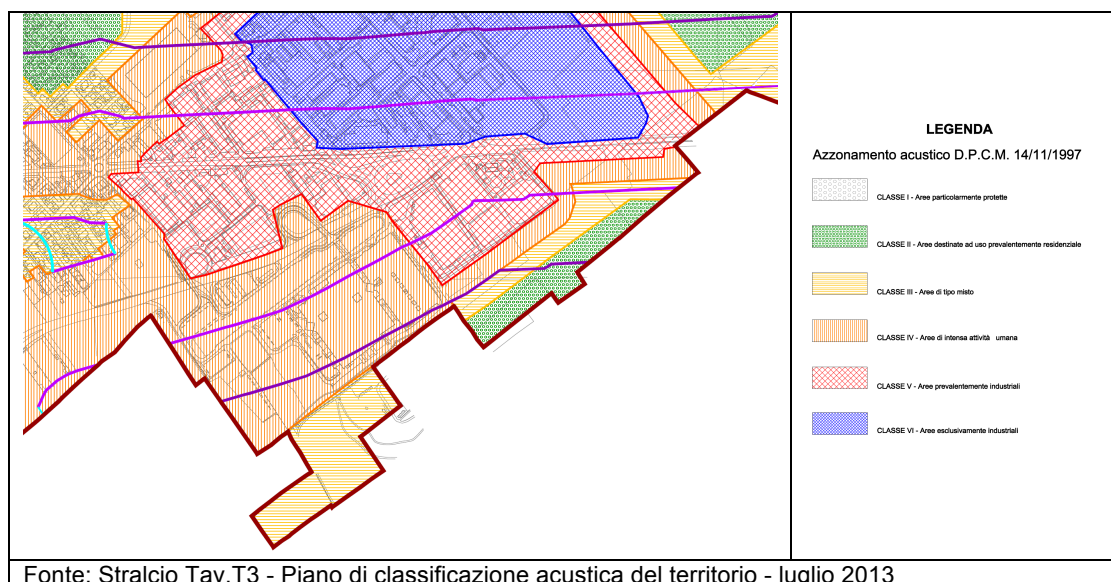 LEGENDA
Azzonamento acustico D.P.C.M. 14/11/1997
CLASSE I - Aree particolarmente protette
CLASSE II - Aree destinate ad uso prevalentemente residenziale
CLASSE III - Aree di tipo misto
CLASSE IV - Aree di intensa attività umana
CLASSE V - Aree prevalentemente industriali
CLASSE VI - Aree esclusivamente industriali
Fonte: Stralcio Tav.T3 - Piano di classificazione acustica del territorio - luglio 2013